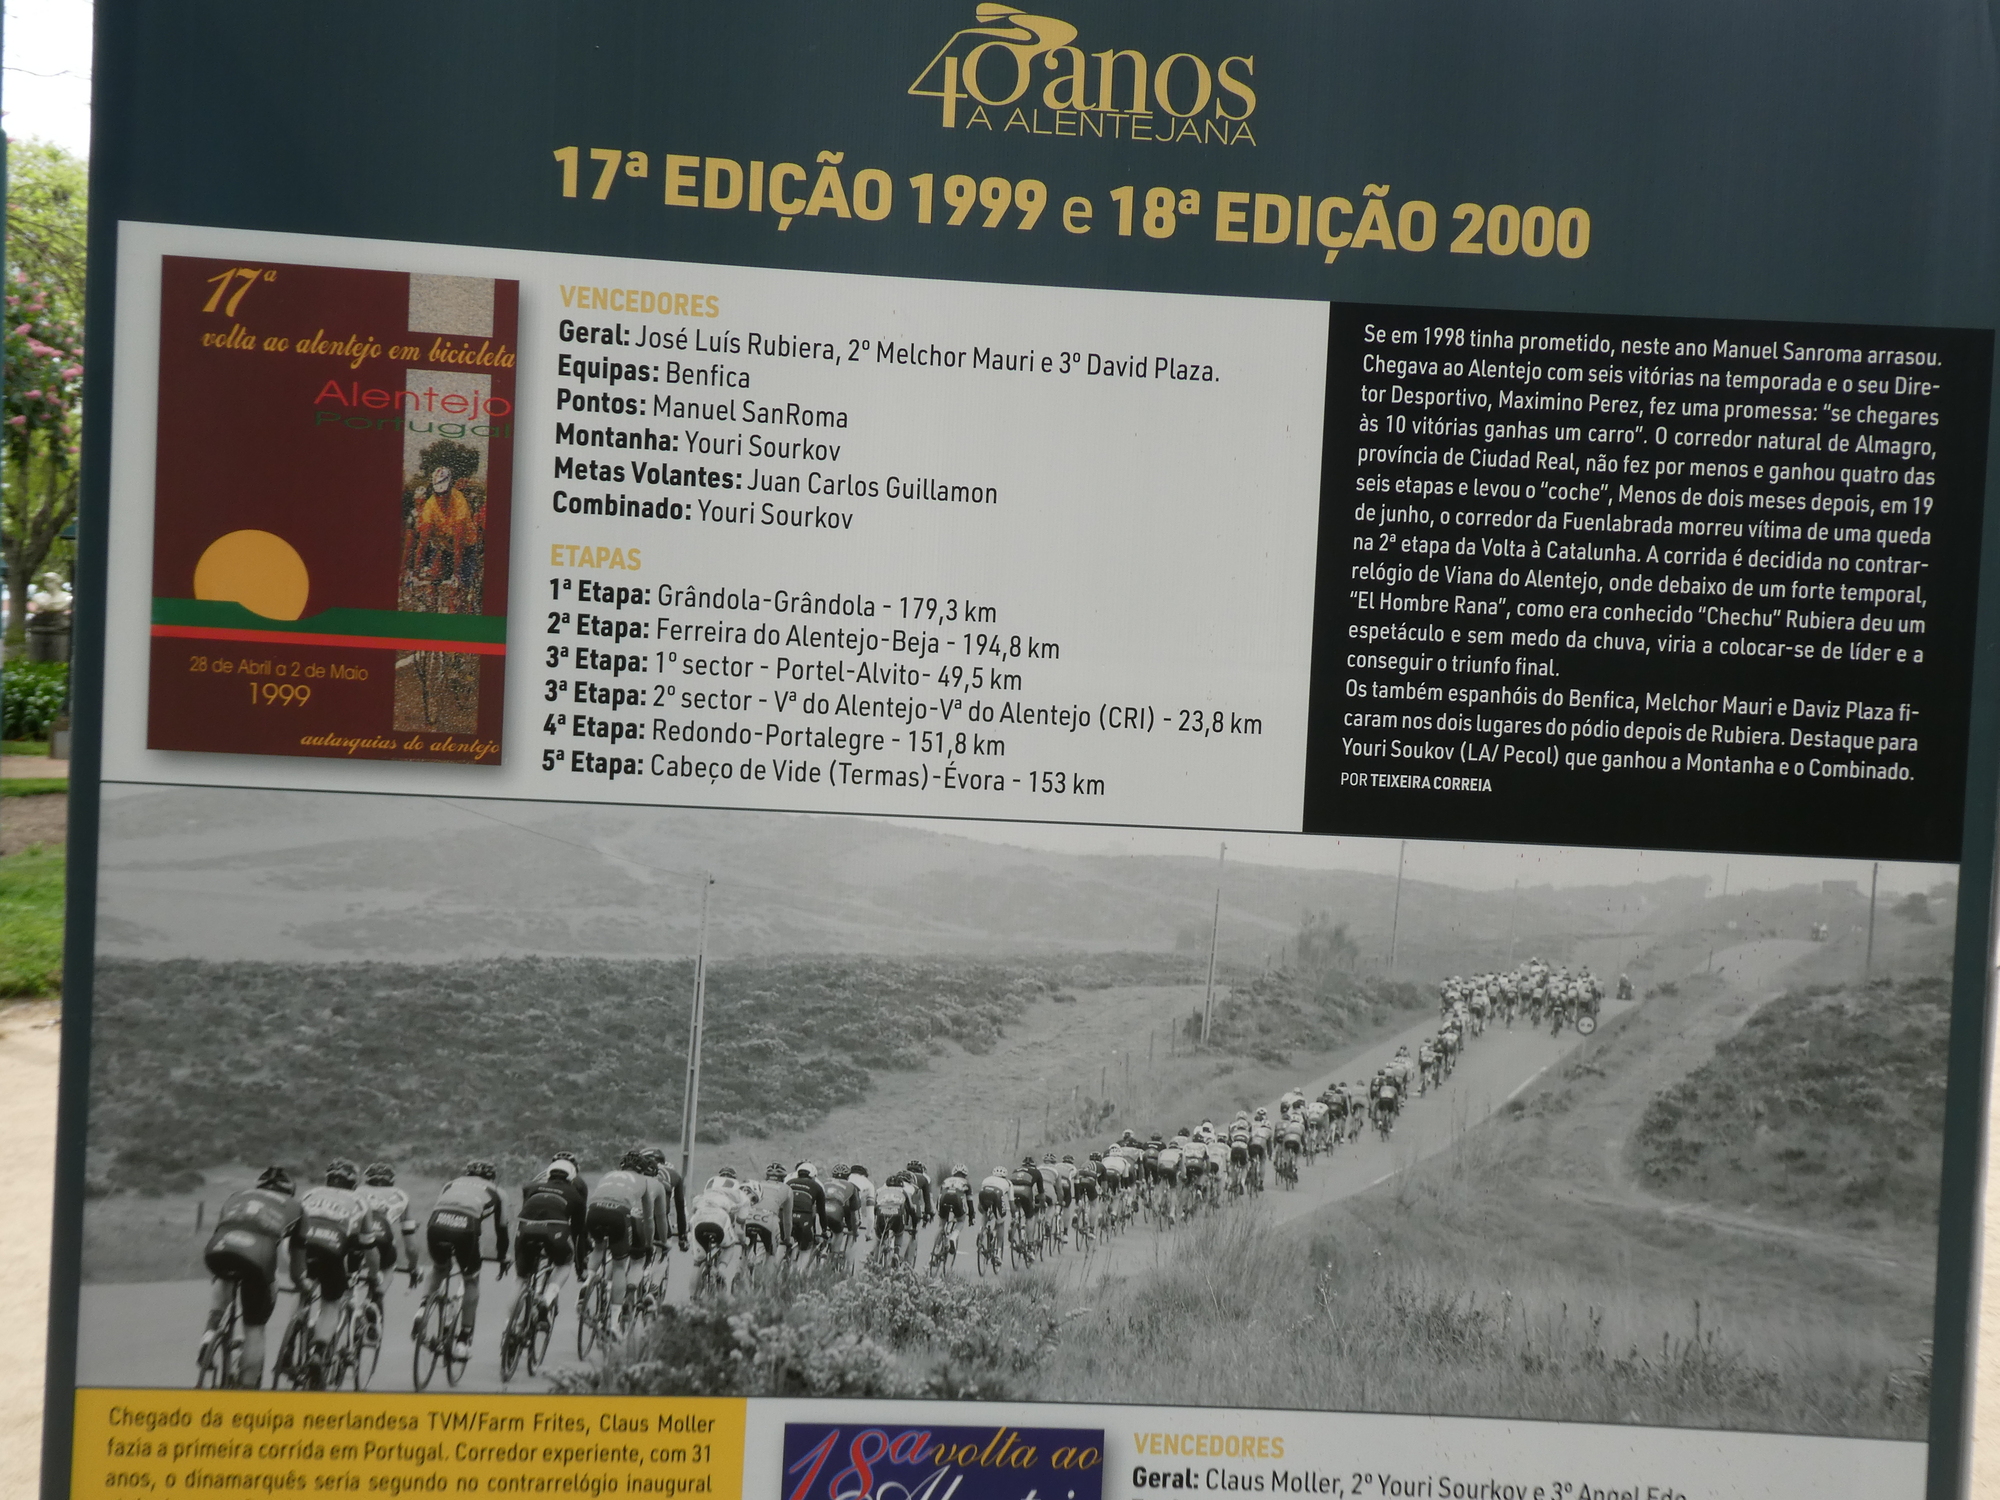 40 anos
A ALENTEJANA
17ª EDIÇÃO 1999 e 18ª EDIÇÃO 2000
17ª
volta ao alentejo em bicicleta
Alentejo
Portugal
28 de Abril a 2 de Maio
1999
autarquias do alentejo
VENCEDORES
Geral: José Luís Rubiera, 2º Melchor Mauri e 3º David Plaza.
Equipas: Benfica
Pontos: Manuel SanRoma
Montanha: Youri Sourkov
Metas Volantes: Juan Carlos Guillamon
Combinado: Youri Sourkov
ETAPAS
1ª Etapa: Grândola-Grândola - 179,3 km
2ª Etapa: Ferreira do Alentejo-Beja - 194,8 km
3ª Etapa: 1º sector - Portel-Alvito- 49,5 km
3ª Etapa: 2º sector - Vª do Alentejo-Vª do Alentejo (CRI) - 23,8 km
4ª Etapa: Redondo-Portalegre - 151,8 km
5ª Etapa: Cabeço de Vide (Termas)-Évora - 153 km
Se em 1998 tinha prometido, neste ano Manuel Sanroma arrasou.
Chegava ao Alentejo com seis vitórias na temporada e o seu Dire-
tor Desportivo, Maximino Perez, fez uma promessa: “se chegares
às 10 vitórias ganhas um carro”. O corredor natural de Almagro,
província de Ciudad Real, não fez por menos e ganhou quatro das
seis etapas e levou o “coche”, Menos de dois meses depois, em 19
de junho, o corredor da Fuenlabrada morreu vítima de uma queda
na 2ª etapa da Volta à Catalunha. A corrida é decidida no contrar-
relógio de Viana do Alentejo, onde debaixo de um forte temporal,
“El Hombre Rana”, como era conhecido “Chechu” Rubiera deu um
espetáculo e sem medo da chuva, viria a colocar-se de líder e a
conseguir o triunfo final.
Os também espanhóis do Benfica, Melchor Mauri e Daviz Plaza fi-
caram nos dois lugares do pódio depois de Rubiera. Destaque para
Youri Soukov (LA/ Pecol) que ganhou a Montanha e o Combinado.
POR TEIXEIRA CORREIA
Chegado da equipa neerlandesa TVM/Farm Frites, Claus Moller
fazia a primeira corrida em Portugal. Corredor experiente, com 31
anos, o dinamarquês seria segundo no contrarrelógio inaugural
18ª volta ao
VENCEDORES
Geral: Claus Moller, 2º Youri Sourkov e 3º Angel Edo